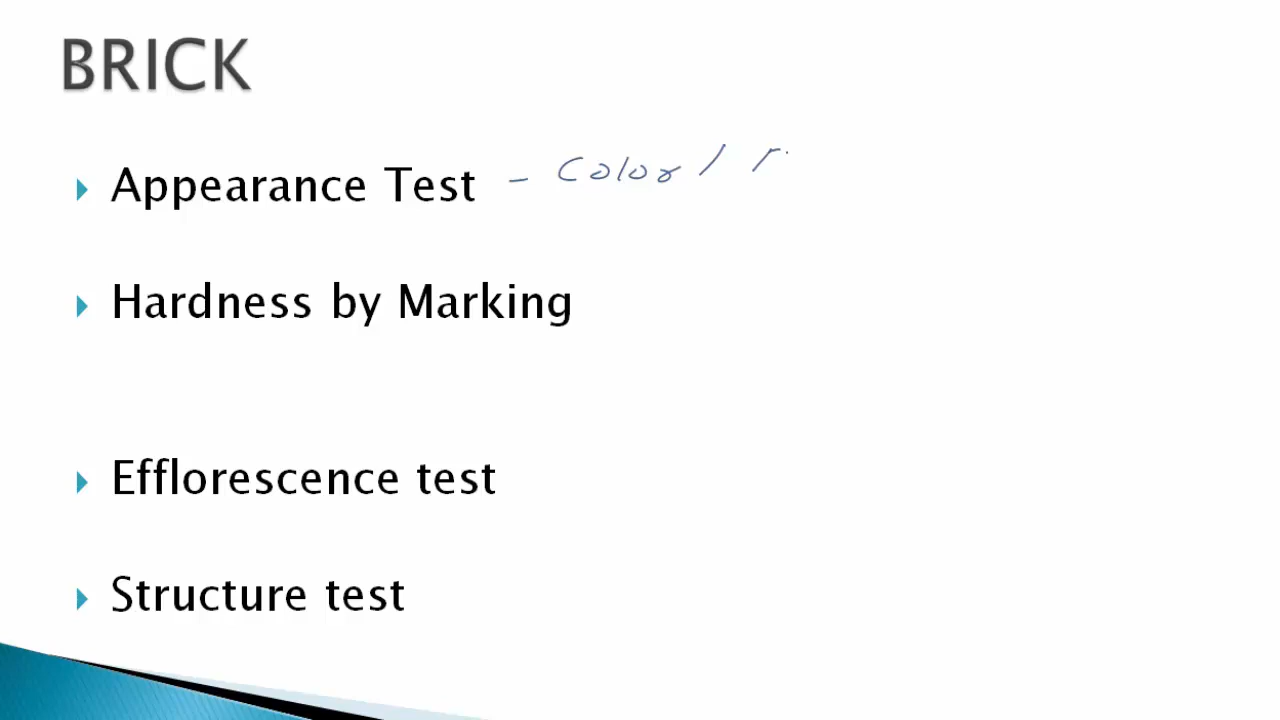 BRICK
Appearance Test - Color /
Hardness by Marking
Efflorescence test
Structure test